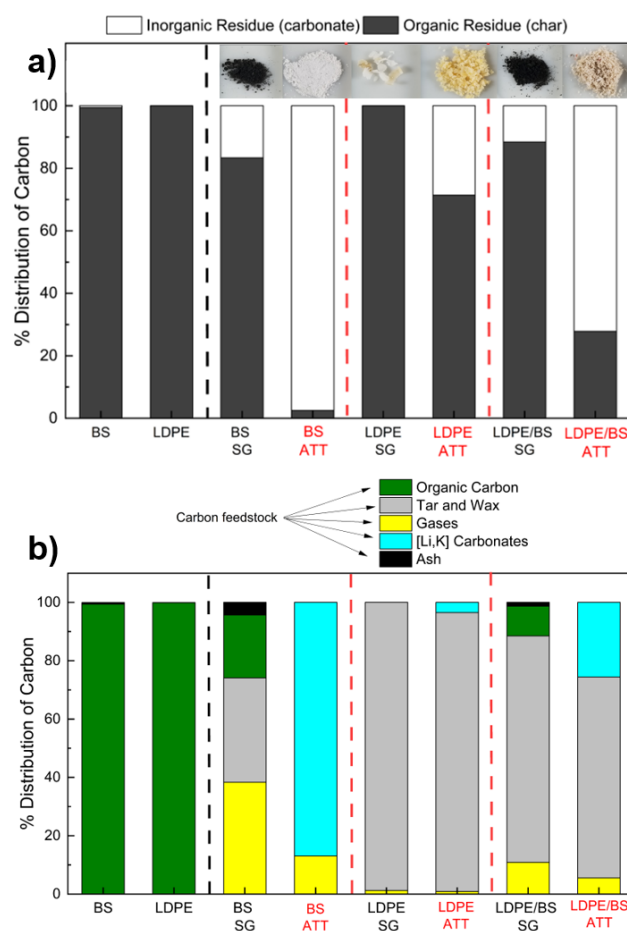 Inorganic Residue (carbonate) Organic Residue (char)
a)
100
80
60
40
20
0
% Distribution of Carbon
BS LDPE BS SG BS ATT LDPE SG LDPE ATT LDPE/BS SG LDPE/BS ATT
Carbon feedstock
Organic Carbon
Tar and Wax
Gases
[Li,K] Carbonates
Ash
b)
100
80
60
40
20
0
% Distribution of Carbon
BS LDPE BS SG BS ATT LDPE SG LDPE ATT LDPE/BS SG LDPE/BS ATT